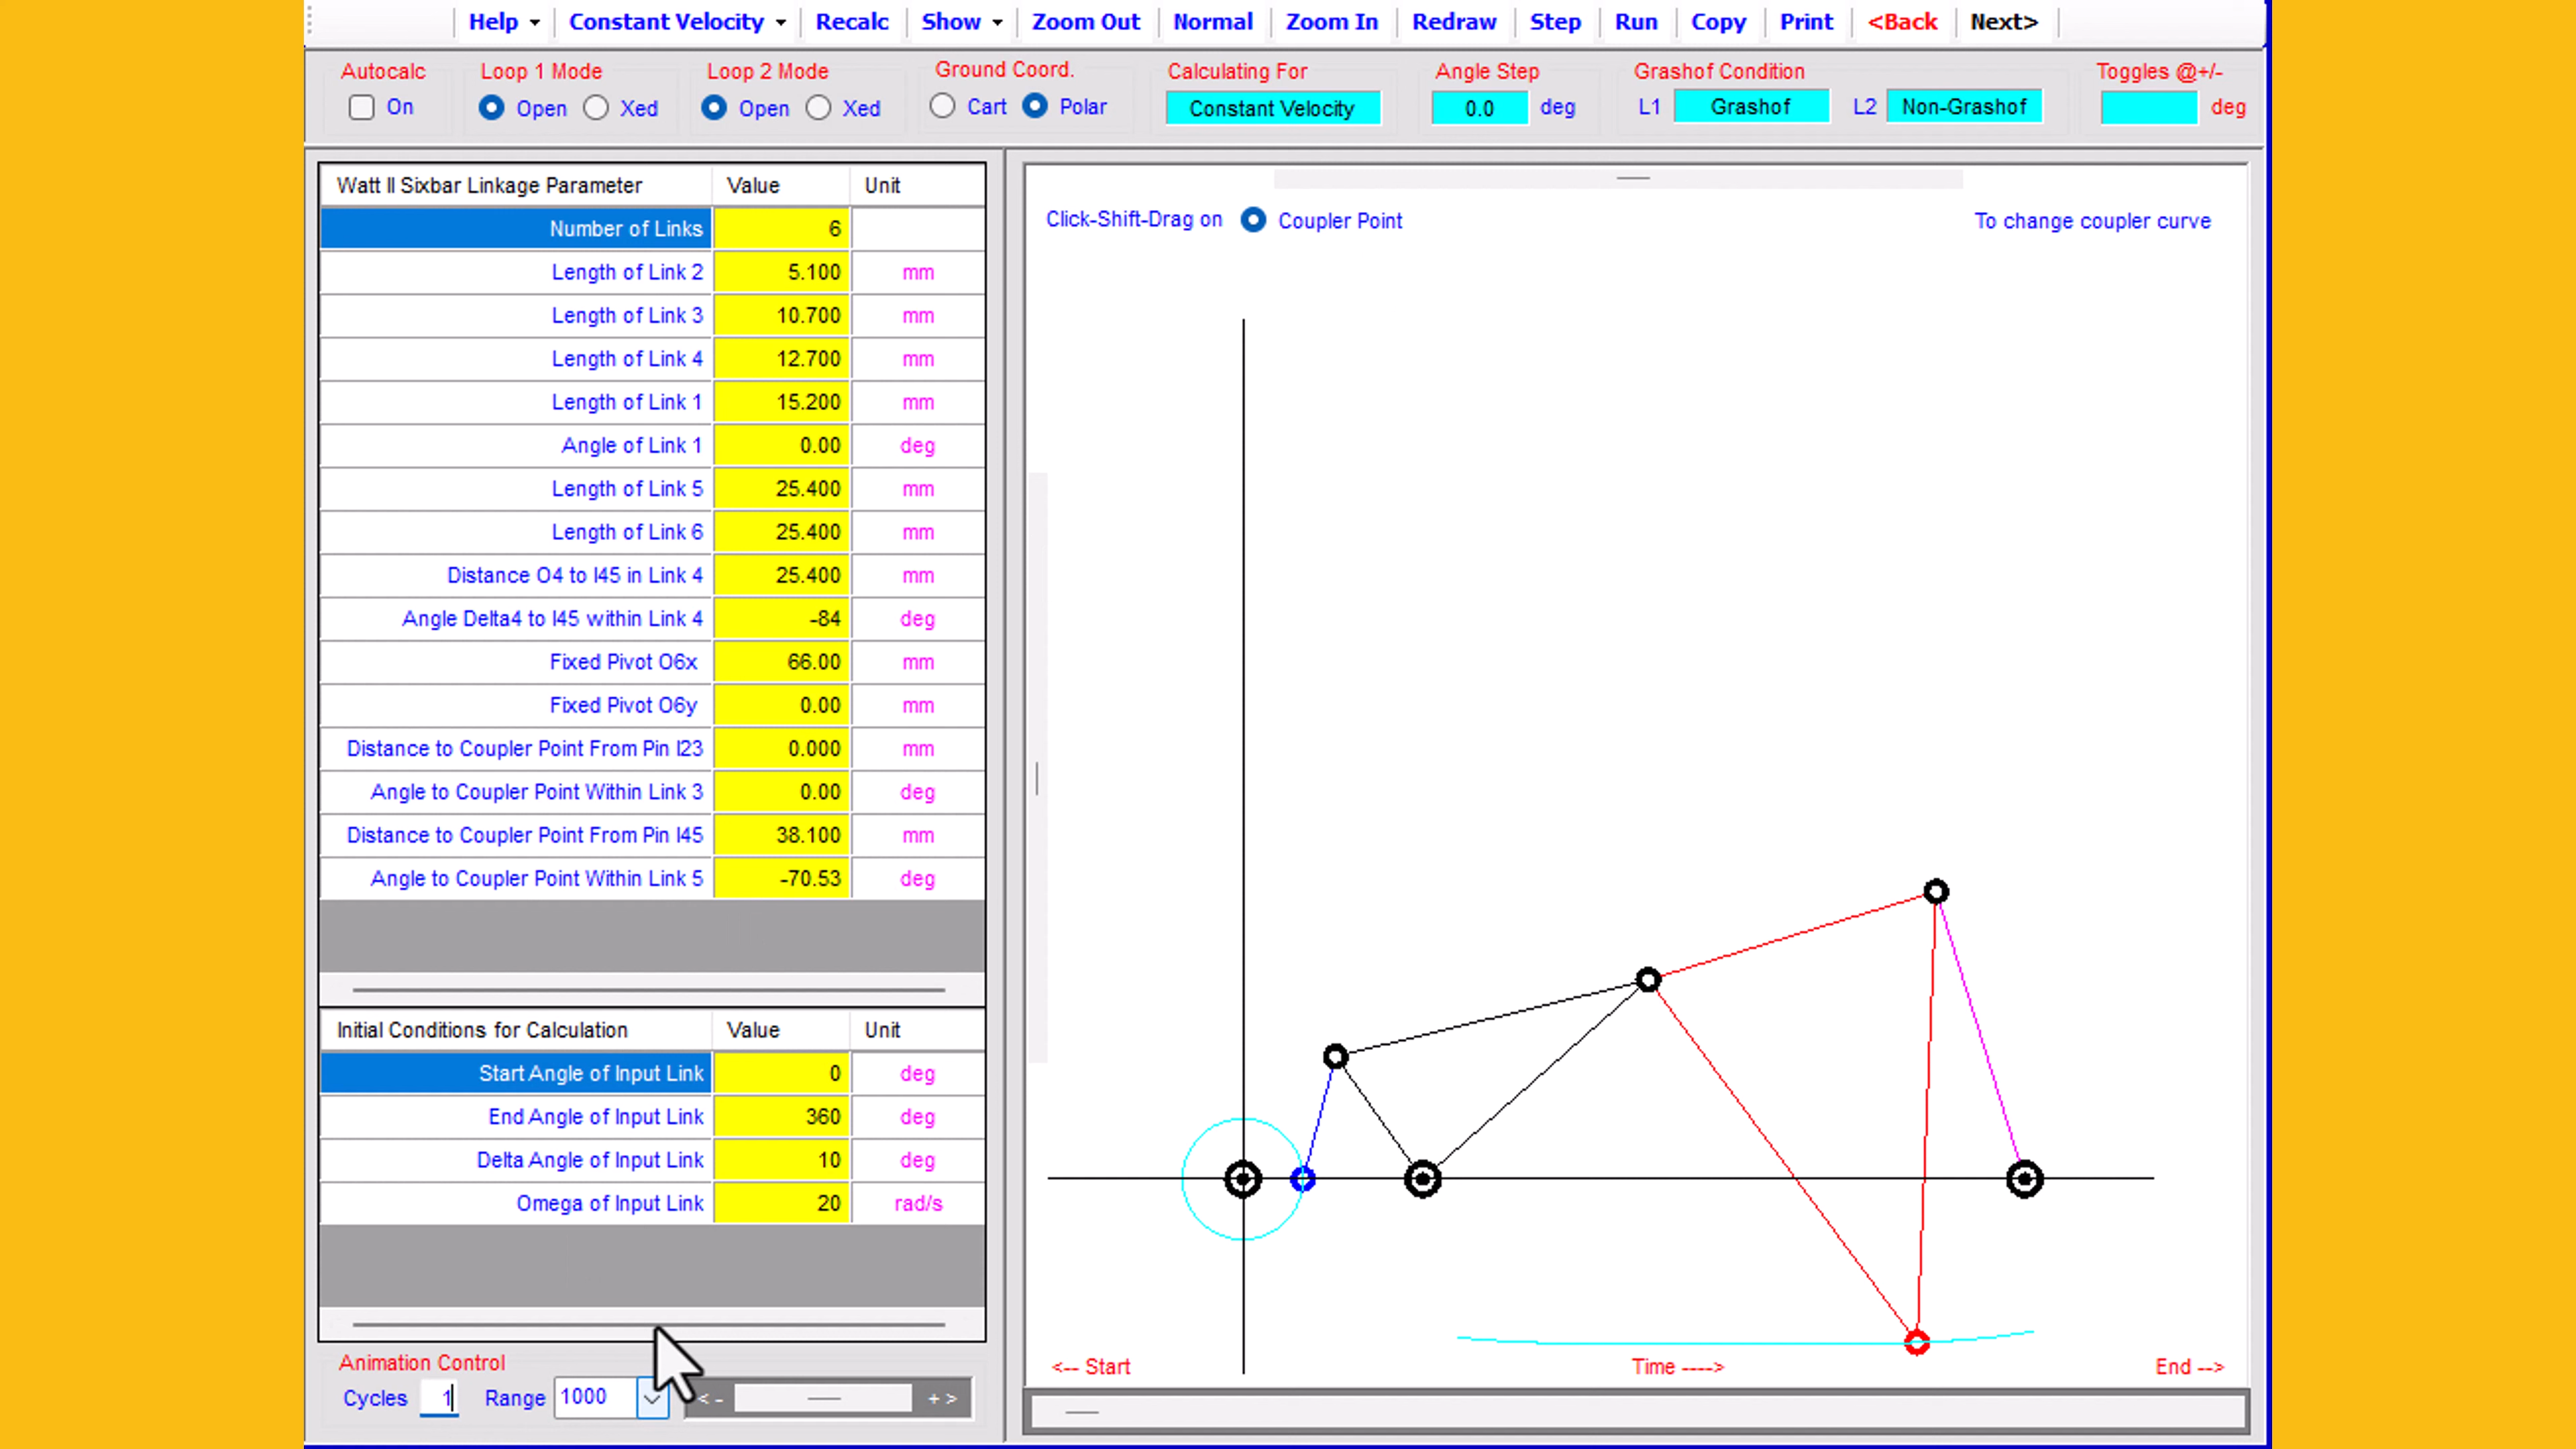 Help Constant Velocity Recalc Show Zoom Out Normal Zoom In Redraw Step Run Copy Print <Back Next>
Autocalc Loop 1 Mode Loop 2 Mode Ground Coord. Calculating For Angle Step Grashof Condition Toggles @+/-
On Open Xed Open Xed Cart Polar Constant Velocity 0.0 deg L1 Grashof L2 Non-Grashof deg
Watt II Sixbar Linkage Parameter Value Unit
Number of Links 6
Length of Link 2 5.100 mm
Length of Link 3 10.700 mm
Length of Link 4 12.700 mm
Length of Link 1 15.200 mm
Angle of Link 1 0.00 deg
Length of Link 5 25.400 mm
Length of Link 6 25.400 mm
Distance O4 to I45 in Link 4 25.400 mm
Angle Delta4 to I45 within Link 4 -84 deg
Fixed Pivot O6x 66.00 mm
Fixed Pivot O6y 0.00 mm
Distance to Coupler Point From Pin I23 0.000 mm
Angle to Coupler Point Within Link 3 0.00 deg
Distance to Coupler Point From Pin I45 38.100 mm
Angle to Coupler Point Within Link 5 -70.53 deg
Initial Conditions for Calculation Value Unit
Start Angle of Input Link 0 deg
End Angle of Input Link 360 deg
Delta Angle of Input Link 10 deg
Omega of Input Link 20 rad/s
Animation Control
Cycles 1 Range 1000 < - + >
Click-Shift-Drag on Coupler Point To change coupler curve
<-- Start Time ----> End -->